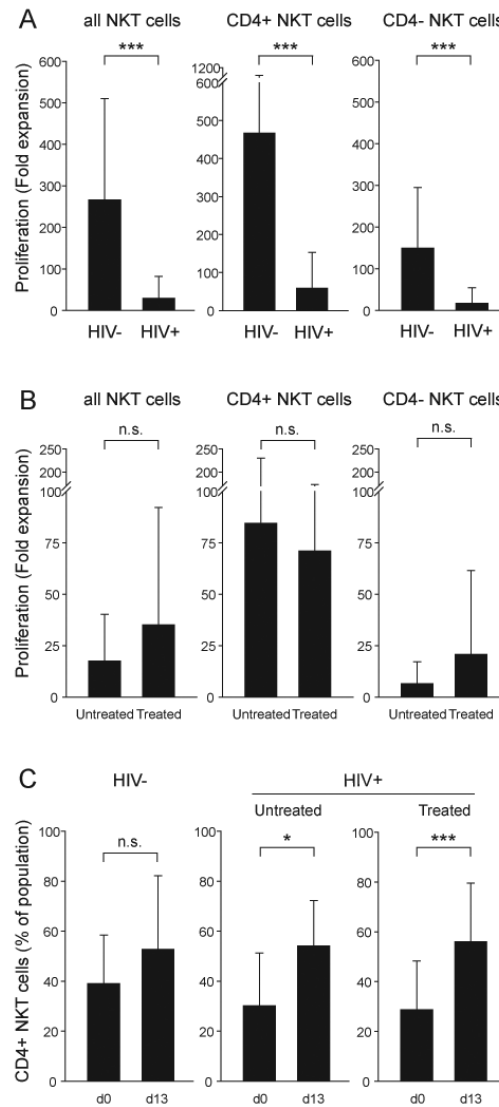 A
all NKT cells
CD4+ NKT cells
CD4- NKT cells
***
***
***
Proliferation (Fold expansion)
600
500
400
300
200
100
0
1200
600
500
400
300
200
100
0
600
500
400
300
200
100
0
HIV- HIV+
HIV- HIV+
HIV- HIV+
B
all NKT cells
CD4+ NKT cells
CD4- NKT cells
n.s.
n.s.
n.s.
Proliferation (Fold expansion)
250
200
100
75
50
25
0
250
200
100
75
50
25
0
250
200
100
75
50
25
0
Untreated Treated
Untreated Treated
Untreated Treated
C
HIV-
HIV+
Untreated
Treated
n.s.
*
***
CD4+ NKT cells (% of population)
100
80
60
40
20
0
100
80
60
40
20
0
100
80
60
40
20
0
d0 d13
d0 d13
d0 d13